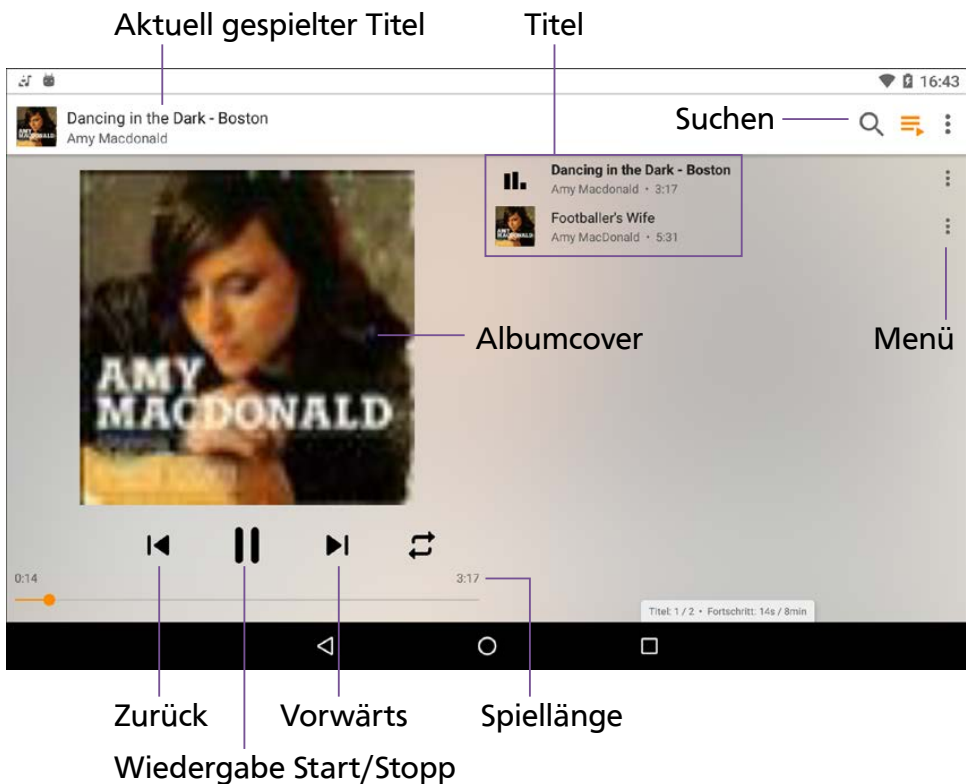 Aktuell gespielter Titel
Titel
16:43
Dancing in the Dark - Boston
Amy Macdonald
Suchen
Dancing in the Dark - Boston
Amy Macdonald • 3:17
Footballer's Wife
Amy MacDonald • 5:31
AMY
MACDONALD
Albumcover
Menü
0:14
3:17
Titel: 1 / 2 • Fortschritt: 14s / 8min
Zurück
Vorwärts
Spiellänge
Wiedergabe Start/Stopp